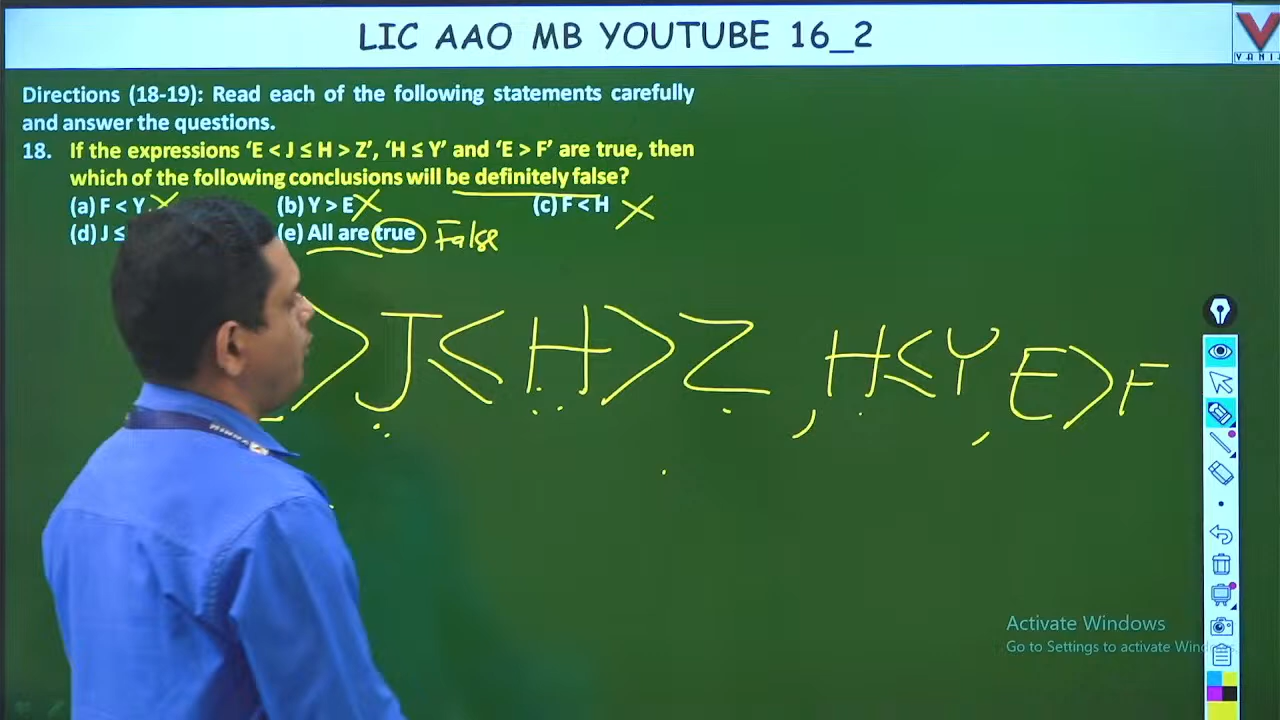 LIC AAO MB YOUTUBE 16_2
Directions (18-19): Read each of the following statements carefully
and answer the questions.
18. If the expressions ‘E < J ≤ H > Z’, ‘H ≤ Y’ and ‘E > F’ are true, then
which of the following conclusions will be definitely false?
(a) F < Y (b) Y > E (c) F < H
(d) J ≤ (e) All are true False
> J ≤ H > Z , H ≤ Y , E > F
Activate Windows
Go to Settings to activate Windows.